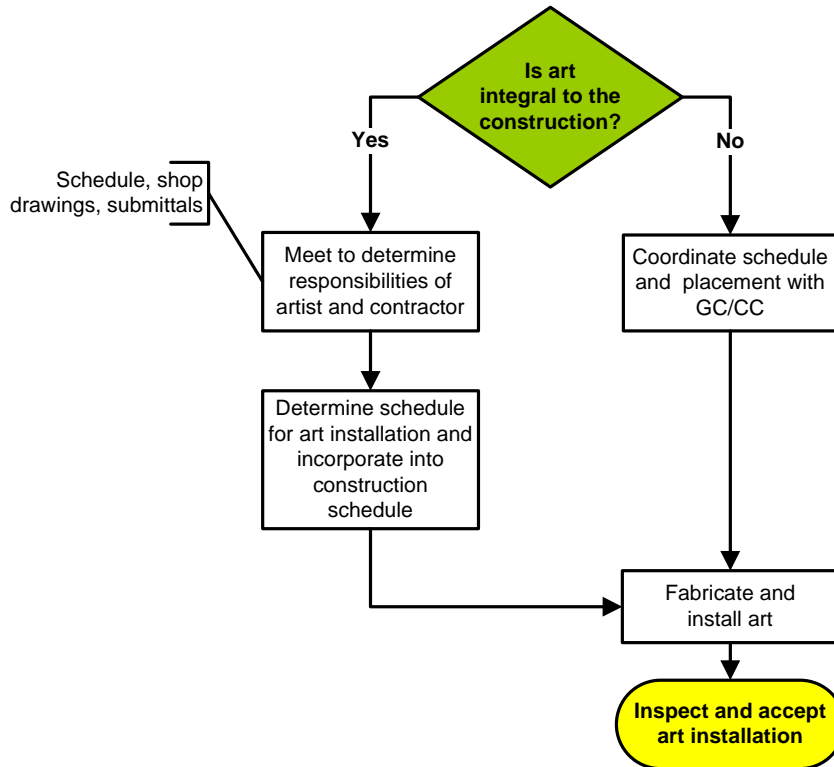 Is art
integral to the
construction?
Yes
No
Schedule, shop
drawings, submittals
Meet to determine
responsibilities of
artist and contractor
Coordinate schedule
and  placement with
GC/CC
Determine schedule
for art installation and
incorporate into
construction
schedule
Fabricate and
install art
Inspect and accept
art installation